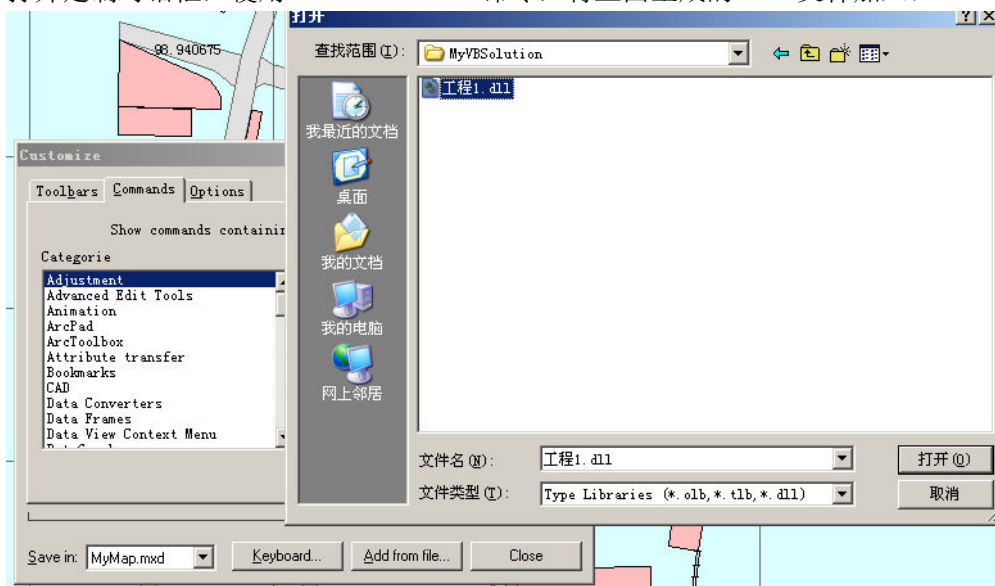 打开
? X
98.940675
查找范围(I):
MyVBSolution
工程1.dll
我最近的文档
桌面
我的文档
我的电脑
网上邻居
Customize
Toolbars Commands Options
Show commands containin
Categorie
Adjustment
Advanced Edit Tools
Animation
ArcPad
ArcToolbox
Attribute transfer
Bookmarks
CAD
Data Converters
Data Frames
Data View Context Menu
文件名(N): 工程1.dll 打开(O)
文件类型(T): Type Libraries (*.olb,*.tlb,*.dll) 取消
Save in: MyMap.mxd Keyboard... Add from file... Close